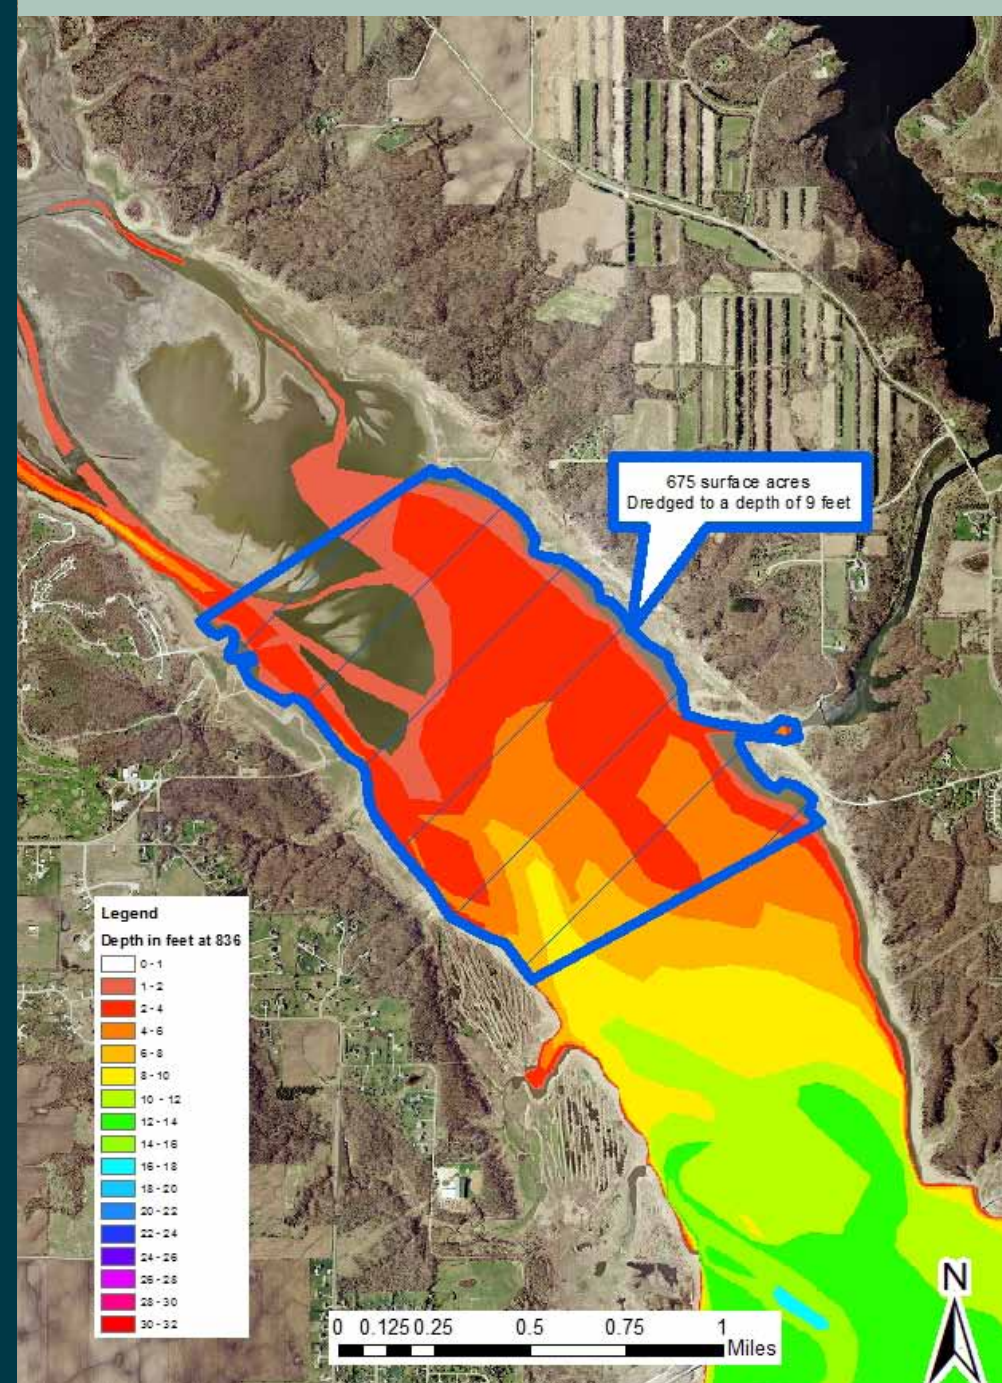 675 surface acres
Dredged to a depth of 9 feet
Legend
Depth in feet at 836
0 - 1
1 - 2
2 - 4
4 - 6
6 - 8
8 - 10
10 - 12
12 - 14
14 - 16
16 - 18
18 - 20
20 - 22
22 - 24
24 - 26
26 - 28
28 - 30
30 - 32
N
0 0.125 0.25 0.5 0.75 1
Miles